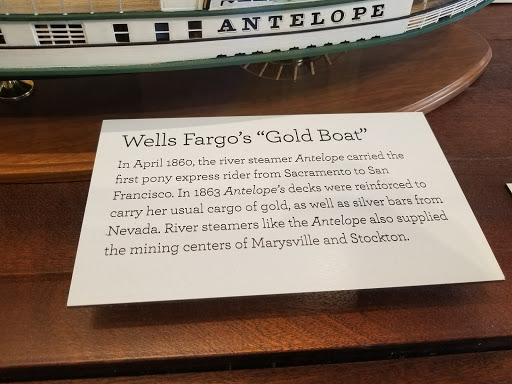 ANTELOPE
Wells Fargo's "Gold Boat"
In April 1860, the river steamer Antelope carried the
first pony express rider from Sacramento to San
Francisco. In 1863 Antelope's decks were reinforced to
carry her usual cargo of gold, as well as silver bars from
Nevada. River steamers like the Antelope also supplied
the mining centers of Marysville and Stockton.